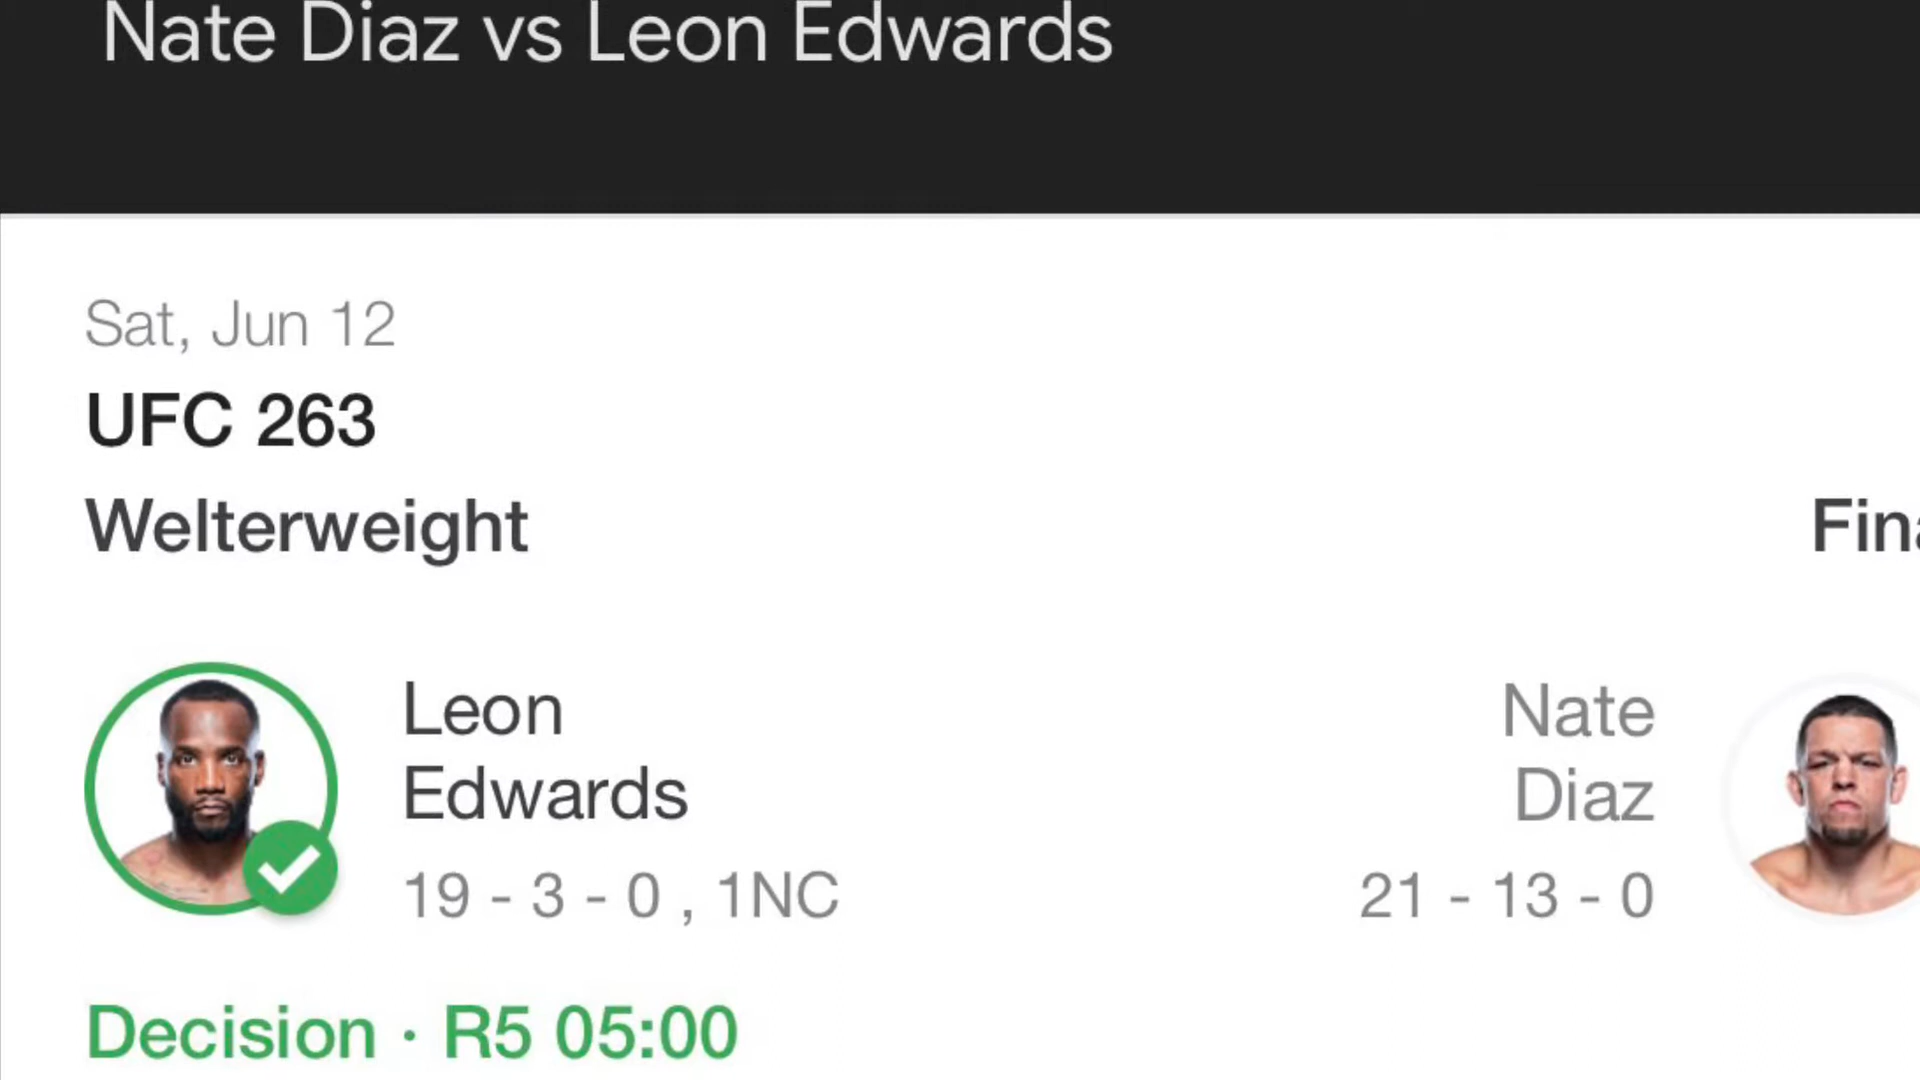 Nate Diaz vs Leon Edwards
Sat, Jun 12
UFC 263
Welterweight
Leon
Edwards
19 - 3 - 0 , 1NC
Nate
Diaz
21 - 13 - 0
Decision · R5 05:00